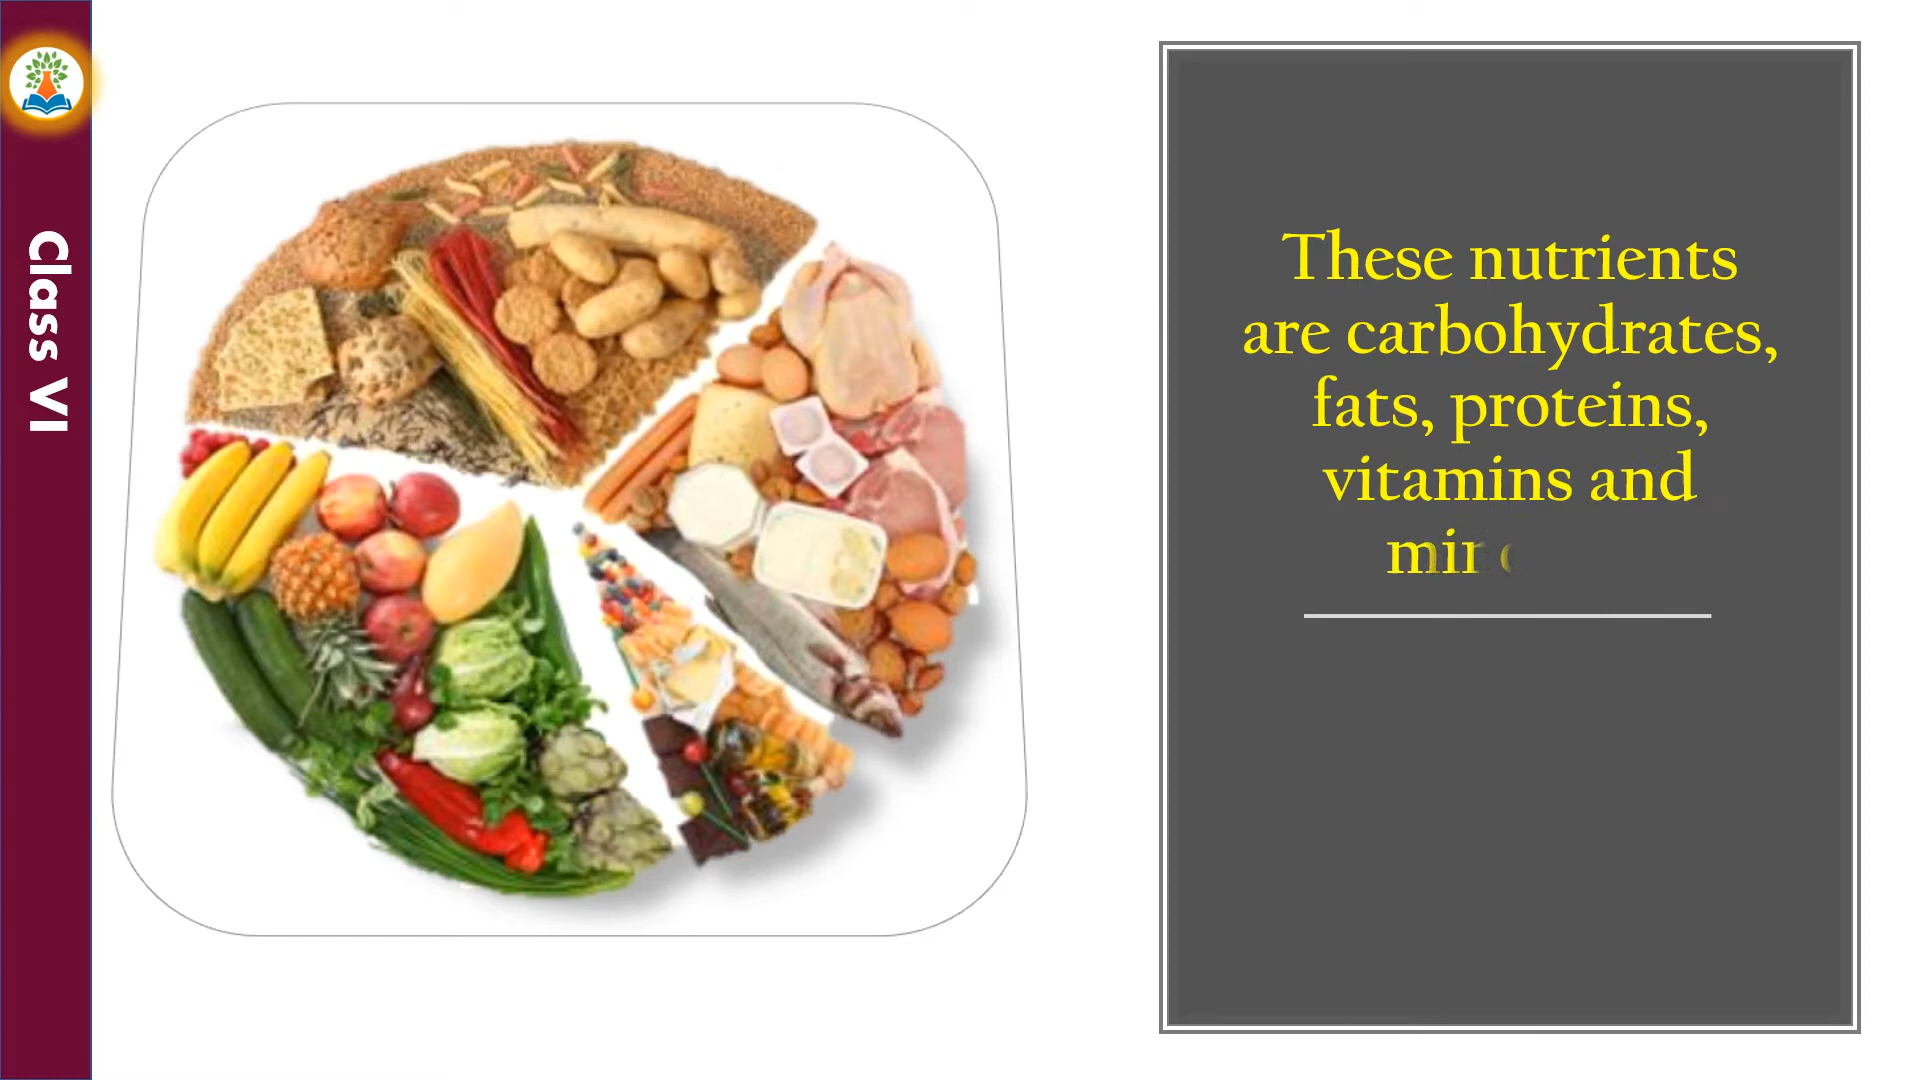 Class VI
These nutrients
are carbohydrates,
fats, proteins,
vitamins and